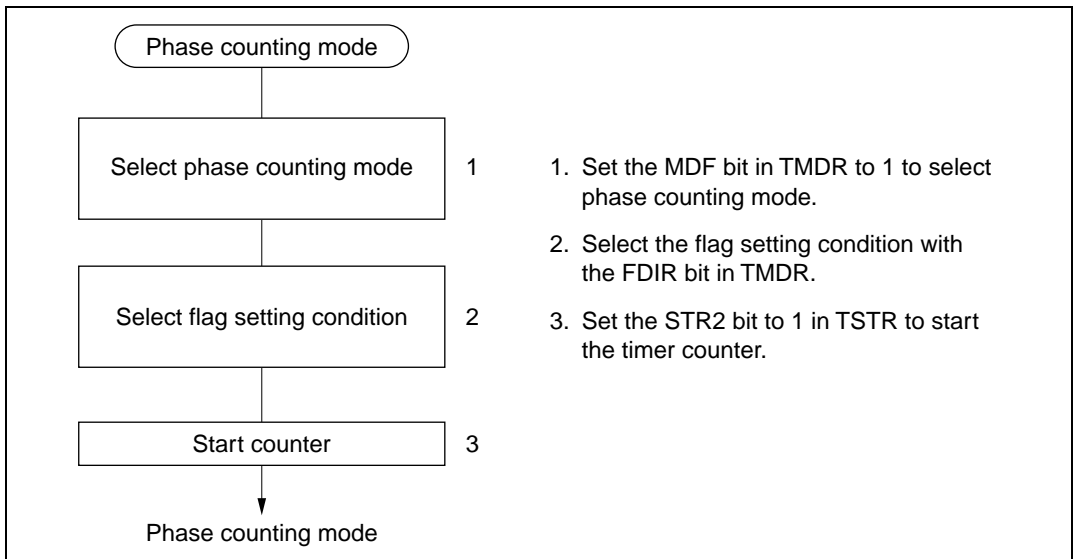 Phase counting mode
Select phase counting mode 1
Select flag setting condition 2
Start counter 3
Phase counting mode
1. Set the MDF bit in TMDR to 1 to select
phase counting mode.
2. Select the flag setting condition with
the FDIR bit in TMDR.
3. Set the STR2 bit to 1 in TSTR to start
the timer counter.